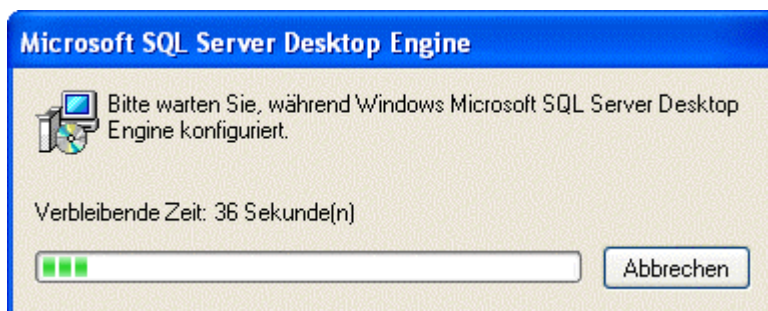 Microsoft SQL Server Desktop Engine
Bitte warten Sie, während Windows Microsoft SQL Server Desktop
Engine konfiguriert.
Verbleibende Zeit: 36 Sekunde(n)
Abbrechen